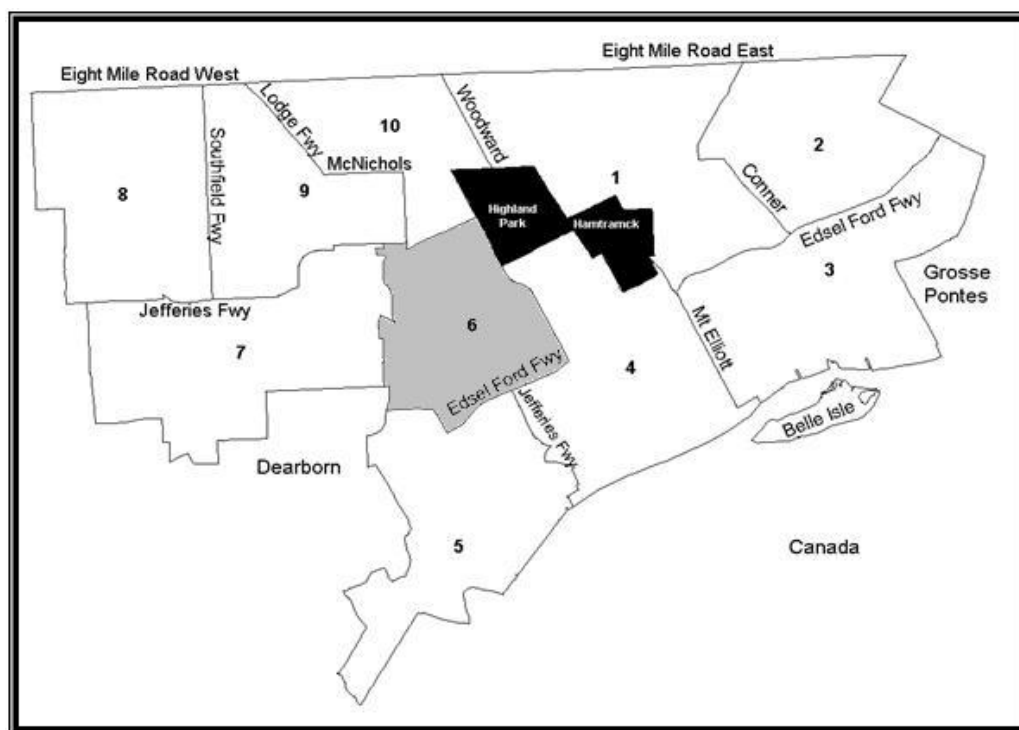 Eight Mile Road East
Eight Mile Road West
Lodge Fwy
Woodward
10
2
Southfield Fwy
McNichols
8
9
1
Conner
Highland
Park
Hamtramck
Edsel Ford Fwy
3
Grosse
Pontes
Jefferies Fwy
6
7
Mt Elliott
4
Edsel Ford Fwy
Jefferies Fwy
Belle Isle
Dearborn
5
Canada